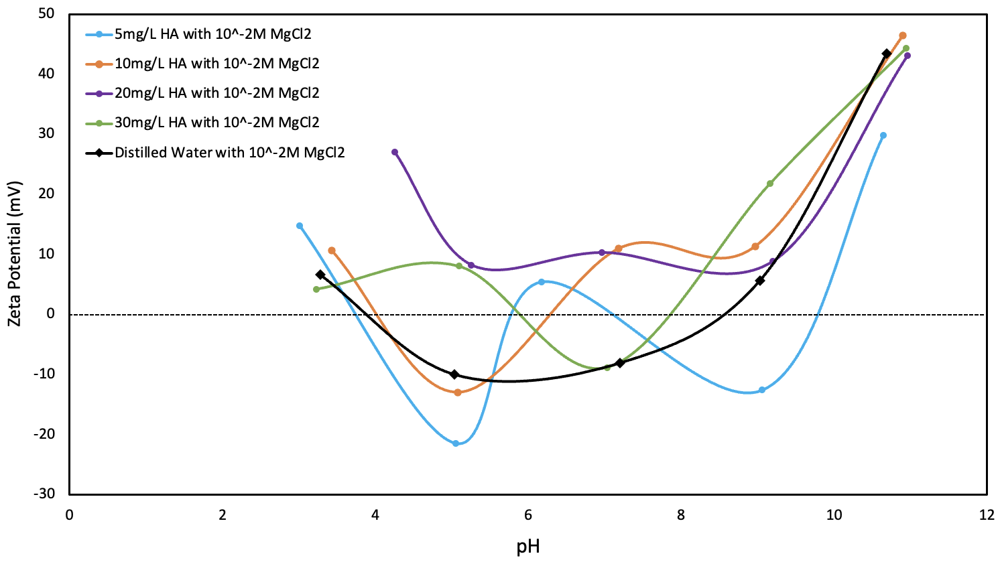 50
40
30
20
10
0
-10
-20
-30
Zeta Potential (mV)
5mg/L HA with 10^-2M MgCl2
10mg/L HA with 10^-2M MgCl2
20mg/L HA with 10^-2M MgCl2
30mg/L HA with 10^-2M MgCl2
Distilled Water with 10^-2M MgCl2
0 2 4 6 8 10 12
pH